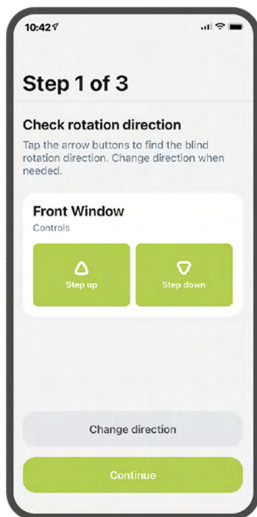 10:42
Step 1 of 3
Check rotation direction
Tap the arrow buttons to find the blind
rotation direction. Change direction when
needed.
Front Window
Controls
Step up
Step down
Change direction
Continue